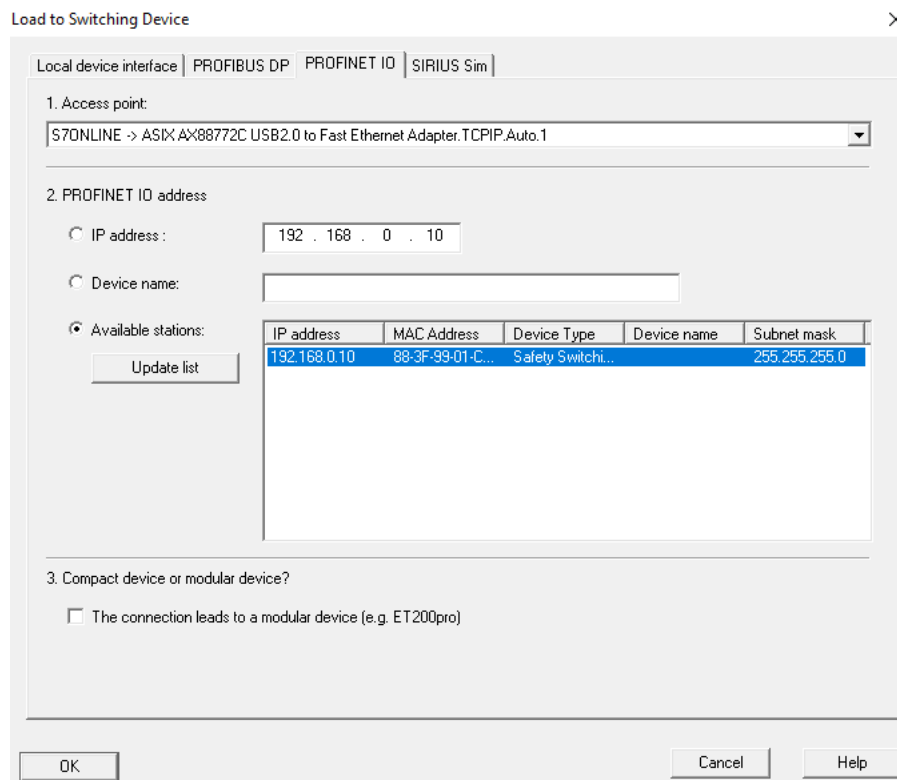 Load to Switching Device
Local device interface PROFIBUS DP PROFINET IO SIRIUS Sim
1. Access point:
S7ONLINE -> ASIX AX88772C USB2.0 to Fast Ethernet Adapter.TCPIP.Auto.1
2. PROFINET IO address
IP address : 192 . 168 . 0 . 10
Device name:
Available stations:
Update list
IP address MAC Address Device Type Device name Subnet mask
192.168.0.10 88-3F-99-01-C... Safety Switchi... 255.255.255.0
3. Compact device or modular device?
The connection leads to a modular device (e.g. ET200pro)
OK Cancel Help